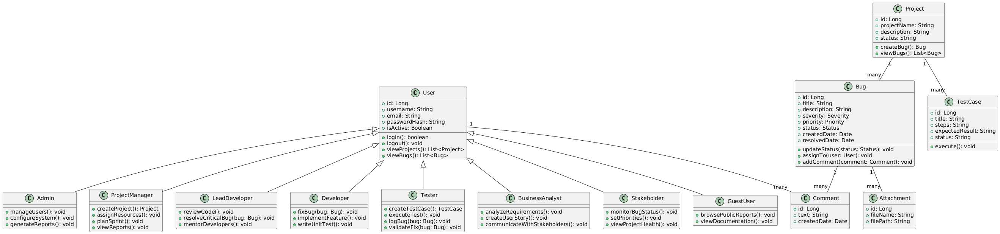 C Project
id: Long
projectName: String
description: String
status: String
createBug(): Bug
viewBugs(): List<Bug>
1
1
many
many
C User
id: Long
username: String
email: String
passwordHash: String
isActive: Boolean
login(): boolean
logout(): void
viewProjects(): List<Project>
viewBugs(): List<Bug>
1
C Bug
id: Long
title: String
description: String
severity: Severity
priority: Priority
status: Status
createdDate: Date
resolvedDate: Date
updateStatus(status: Status): void
assignTo(user: User): void
addComment(comment: Comment): void
C TestCase
id: Long
title: String
steps: String
expectedResult: String
status: String
execute(): void
1
1
many
many
many
C Admin
manageUsers(): void
configureSystem(): void
generateReports(): void
C ProjectManager
createProject(): Project
assignResources(): void
planSprint(): void
viewReports(): void
C LeadDeveloper
reviewCode(): void
resolveCriticalBug(bug: Bug): void
mentorDevelopers(): void
C Developer
fixBug(bug: Bug): void
implementFeature(): void
writeUnitTest(): void
C Tester
createTestCase(): TestCase
executeTest(): void
logBug(bug: Bug): void
validateFix(bug: Bug): void
C BusinessAnalyst
analyzeRequirements(): void
createUserStory(): void
communicateWithStakeholders(): void
C Stakeholder
monitorBugStatus(): void
setPriorities(): void
viewProjectHealth(): void
C GuestUser
browsePublicReports(): void
viewDocumentation(): void
C Comment
id: Long
text: String
createdDate: Date
C Attachment
id: Long
fileName: String
filePath: String